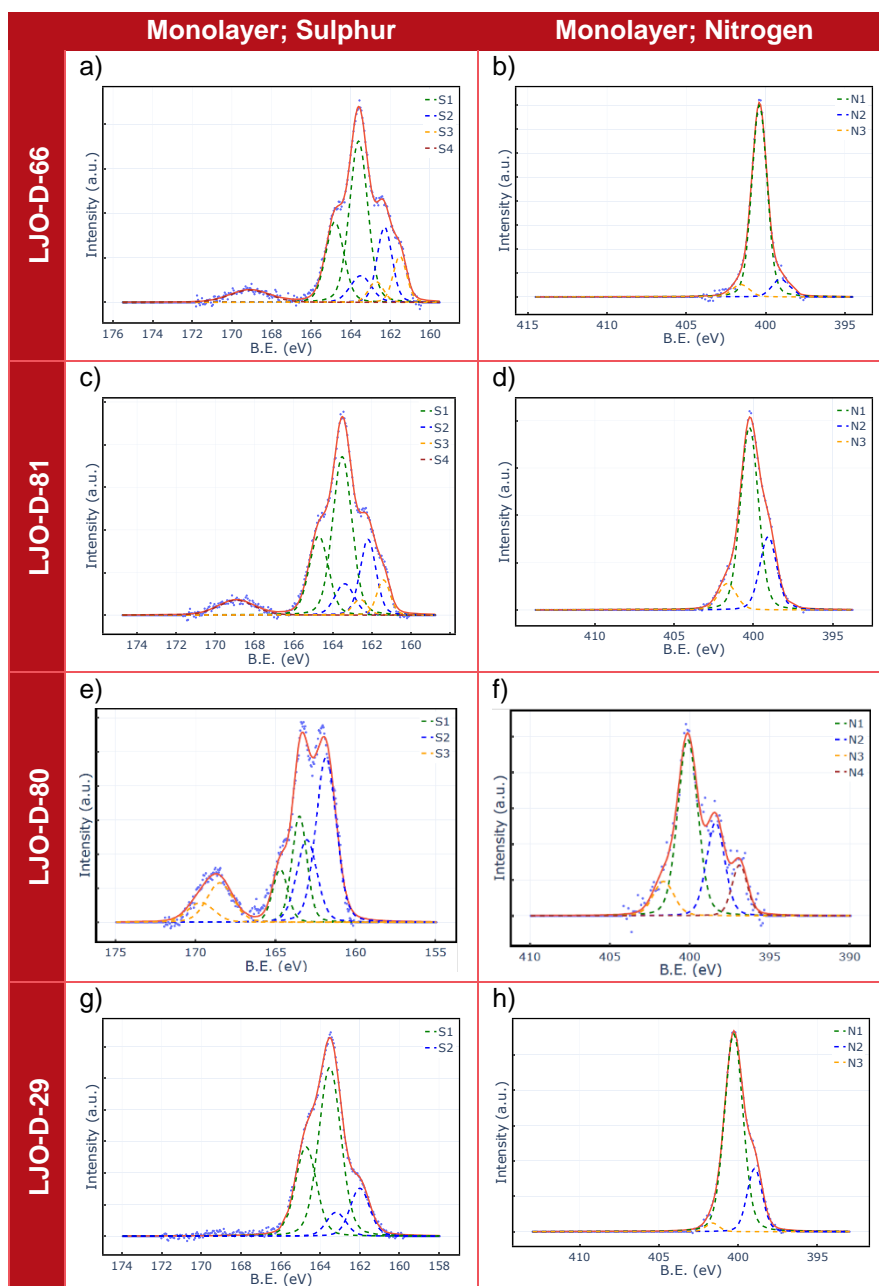 Monolayer; Sulphur
Monolayer; Nitrogen
LJO-D-66
a)
S1
S2
S3
S4
Intensity (a.u.)
176 174 172 170 168 166 164 162 160
B.E. (eV)
b)
N1
N2
N3
Intensity (a.u.)
415 410 405 400 395
B.E. (eV)
LJO-D-81
c)
S1
S2
S3
S4
Intensity (a.u.)
174 172 170 168 166 164 162 160
B.E. (eV)
d)
N1
N2
N3
Intensity (a.u.)
410 405 400 395
B.E. (eV)
LJO-D-80
e)
S1
S2
S3
Intensity (a.u.)
175 170 165 160 155
B.E. (eV)
f)
N1
N2
N3
N4
Intensity (a.u.)
410 405 400 395 390
B.E. (eV)
LJO-D-29
g)
S1
S2
Intensity (a.u.)
174 172 170 168 166 164 162 160 158
B.E. (eV)
h)
N1
N2
N3
Intensity (a.u.)
410 405 400 395
B.E. (eV)